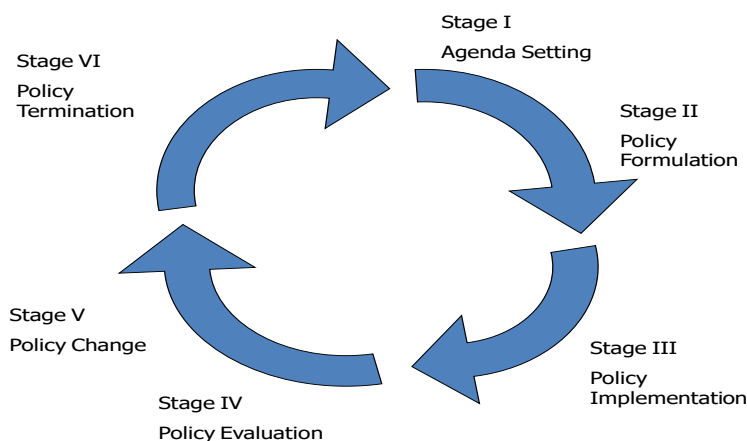 Stage I
Agenda Setting
Stage II
Policy
Formulation
Stage III
Policy
Implementation
Stage IV
Policy Evaluation
Stage V
Policy Change
Stage VI
Policy
Termination